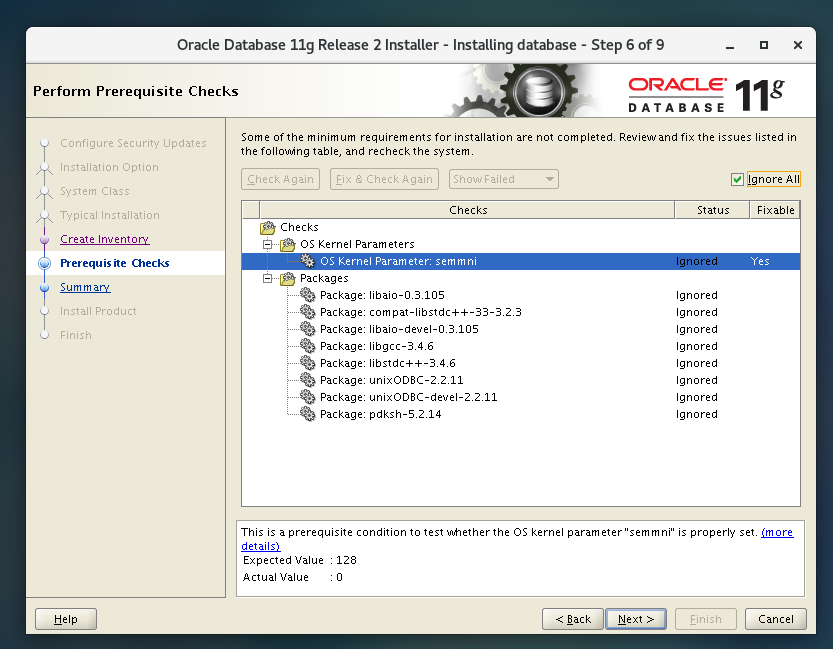 Oracle Database 11g Release 2 Installer - Installing database - Step 6 of 9
Perform Prerequisite Checks
ORACLE
DATABASE
11g
Configure Security Updates
Installation Option
System Class
Typical Installation
Create Inventory
Prerequisite Checks
Summary
Install Product
Finish
Some of the minimum requirements for installation are not completed. Review and fix the issues listed in
the following table, and recheck the system.
Check Again Fix & Check Again Show Failed Ignore All
Checks Status Fixable
Checks
OS Kernel Parameters
OS Kernel Parameter: semmni Ignored Yes
Packages
Package: libaio-0.3.105 Ignored
Package: compat-libstdc++-33-3.2.3 Ignored
Package: libaio-devel-0.3.105 Ignored
Package: libgcc-3.4.6 Ignored
Package: libstdc++-3.4.6 Ignored
Package: unixODBC-2.2.11 Ignored
Package: unixODBC-devel-2.2.11 Ignored
Package: pdksh-5.2.14 Ignored
This is a prerequisite condition to test whether the OS kernel parameter "semmni" is properly set. (more
details)
Expected Value : 128
Actual Value : 0
Help < Back Next > Finish Cancel